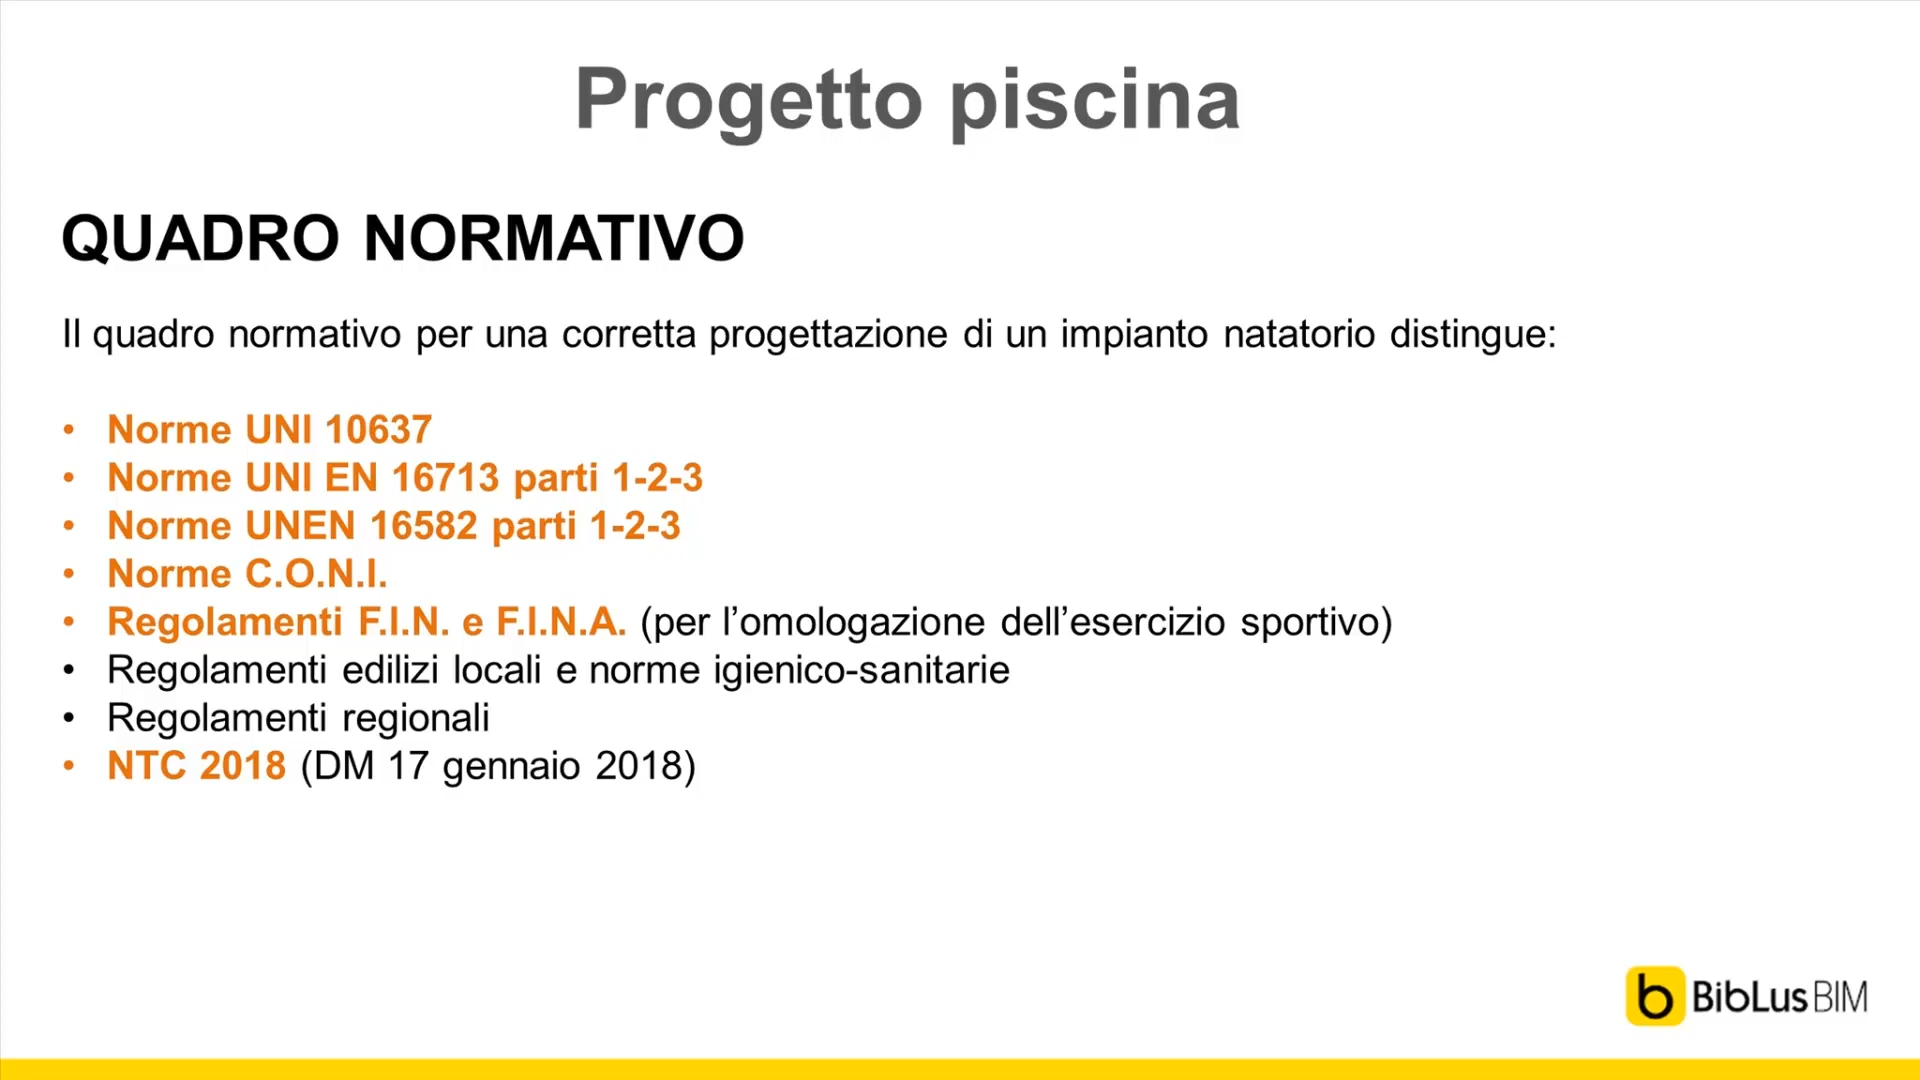 Progetto piscina
QUADRO NORMATIVO
Il quadro normativo per una corretta progettazione di un impianto natatorio distingue:
• Norme UNI 10637
• Norme UNI EN 16713 parti 1-2-3
• Norme UNEN 16582 parti 1-2-3
• Norme C.O.N.I.
• Regolamenti F.I.N. e F.I.N.A. (per l’omologazione dell’esercizio sportivo)
• Regolamenti edilizi locali e norme igienico-sanitarie
• Regolamenti regionali
• NTC 2018 (DM 17 gennaio 2018)
b BibLus BIM